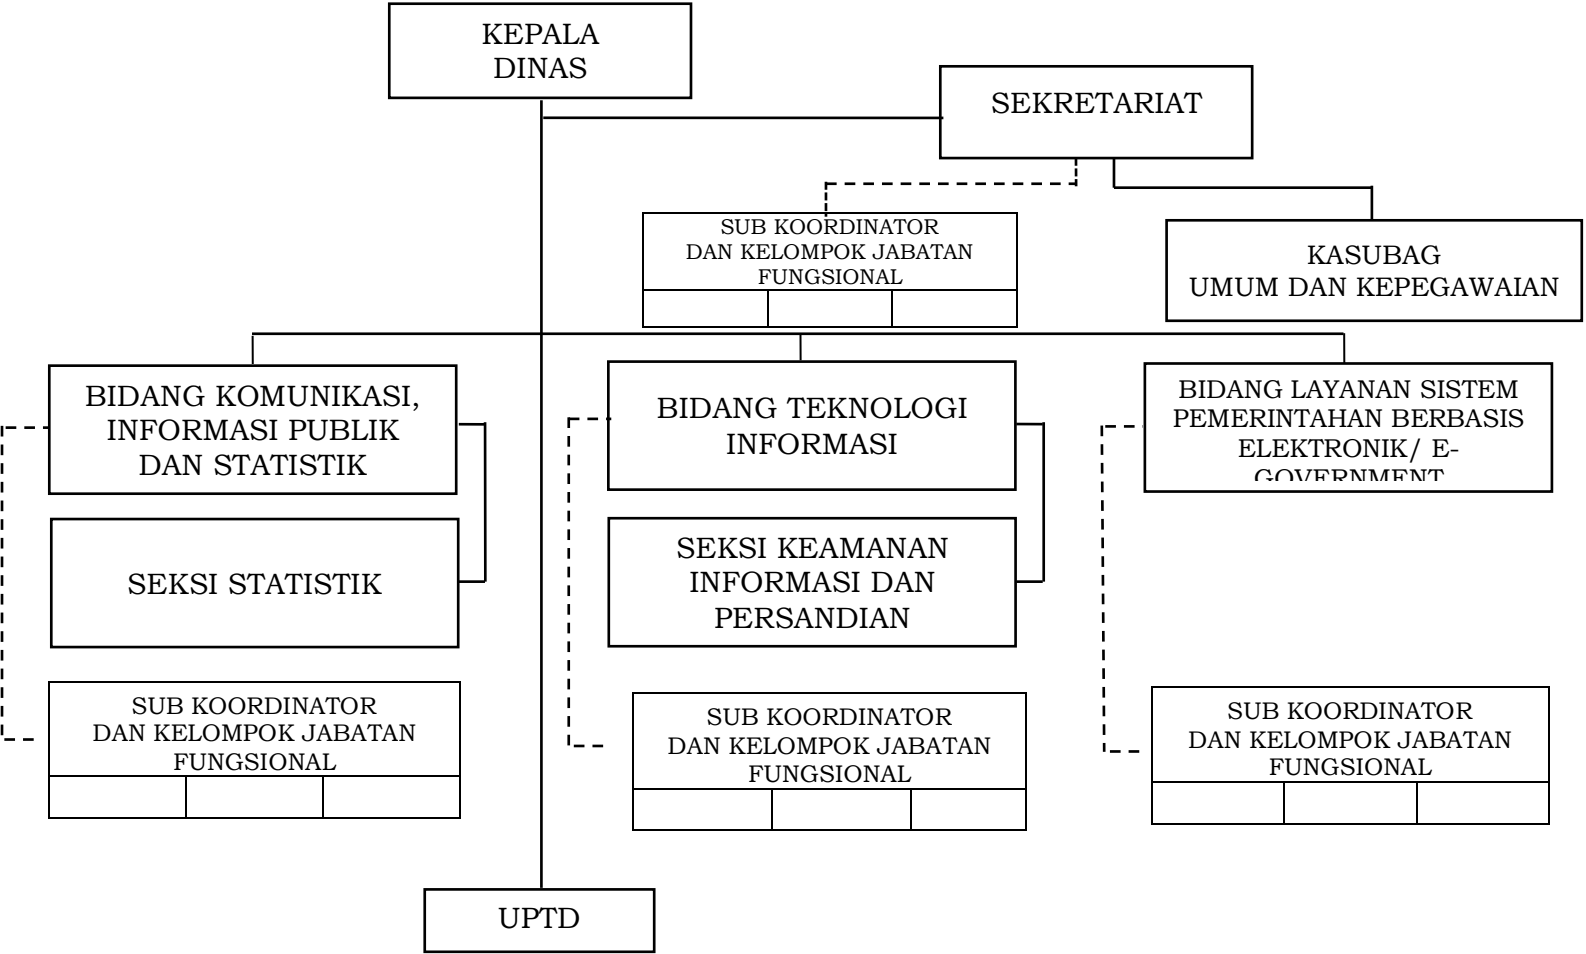 KEPALA
DINAS
SEKRETARIAT
SUB KOORDINATOR
DAN KELOMPOK JABATAN
FUNGSIONAL
KASUBAG
UMUM DAN KEPEGAWAIAN
BIDANG KOMUNIKASI,
INFORMASI PUBLIK
DAN STATISTIK
BIDANG TEKNOLOGI
INFORMASI
BIDANG LAYANAN SISTEM
PEMERINTAHAN BERBASIS
ELEKTRONIK/ E-
GOVERNMENT
SEKSI STATISTIK
SEKSI KEAMANAN
INFORMASI DAN
PERSANDIAN
SUB KOORDINATOR
DAN KELOMPOK JABATAN
FUNGSIONAL
SUB KOORDINATOR
DAN KELOMPOK JABATAN
FUNGSIONAL
SUB KOORDINATOR
DAN KELOMPOK JABATAN
FUNGSIONAL
UPTD